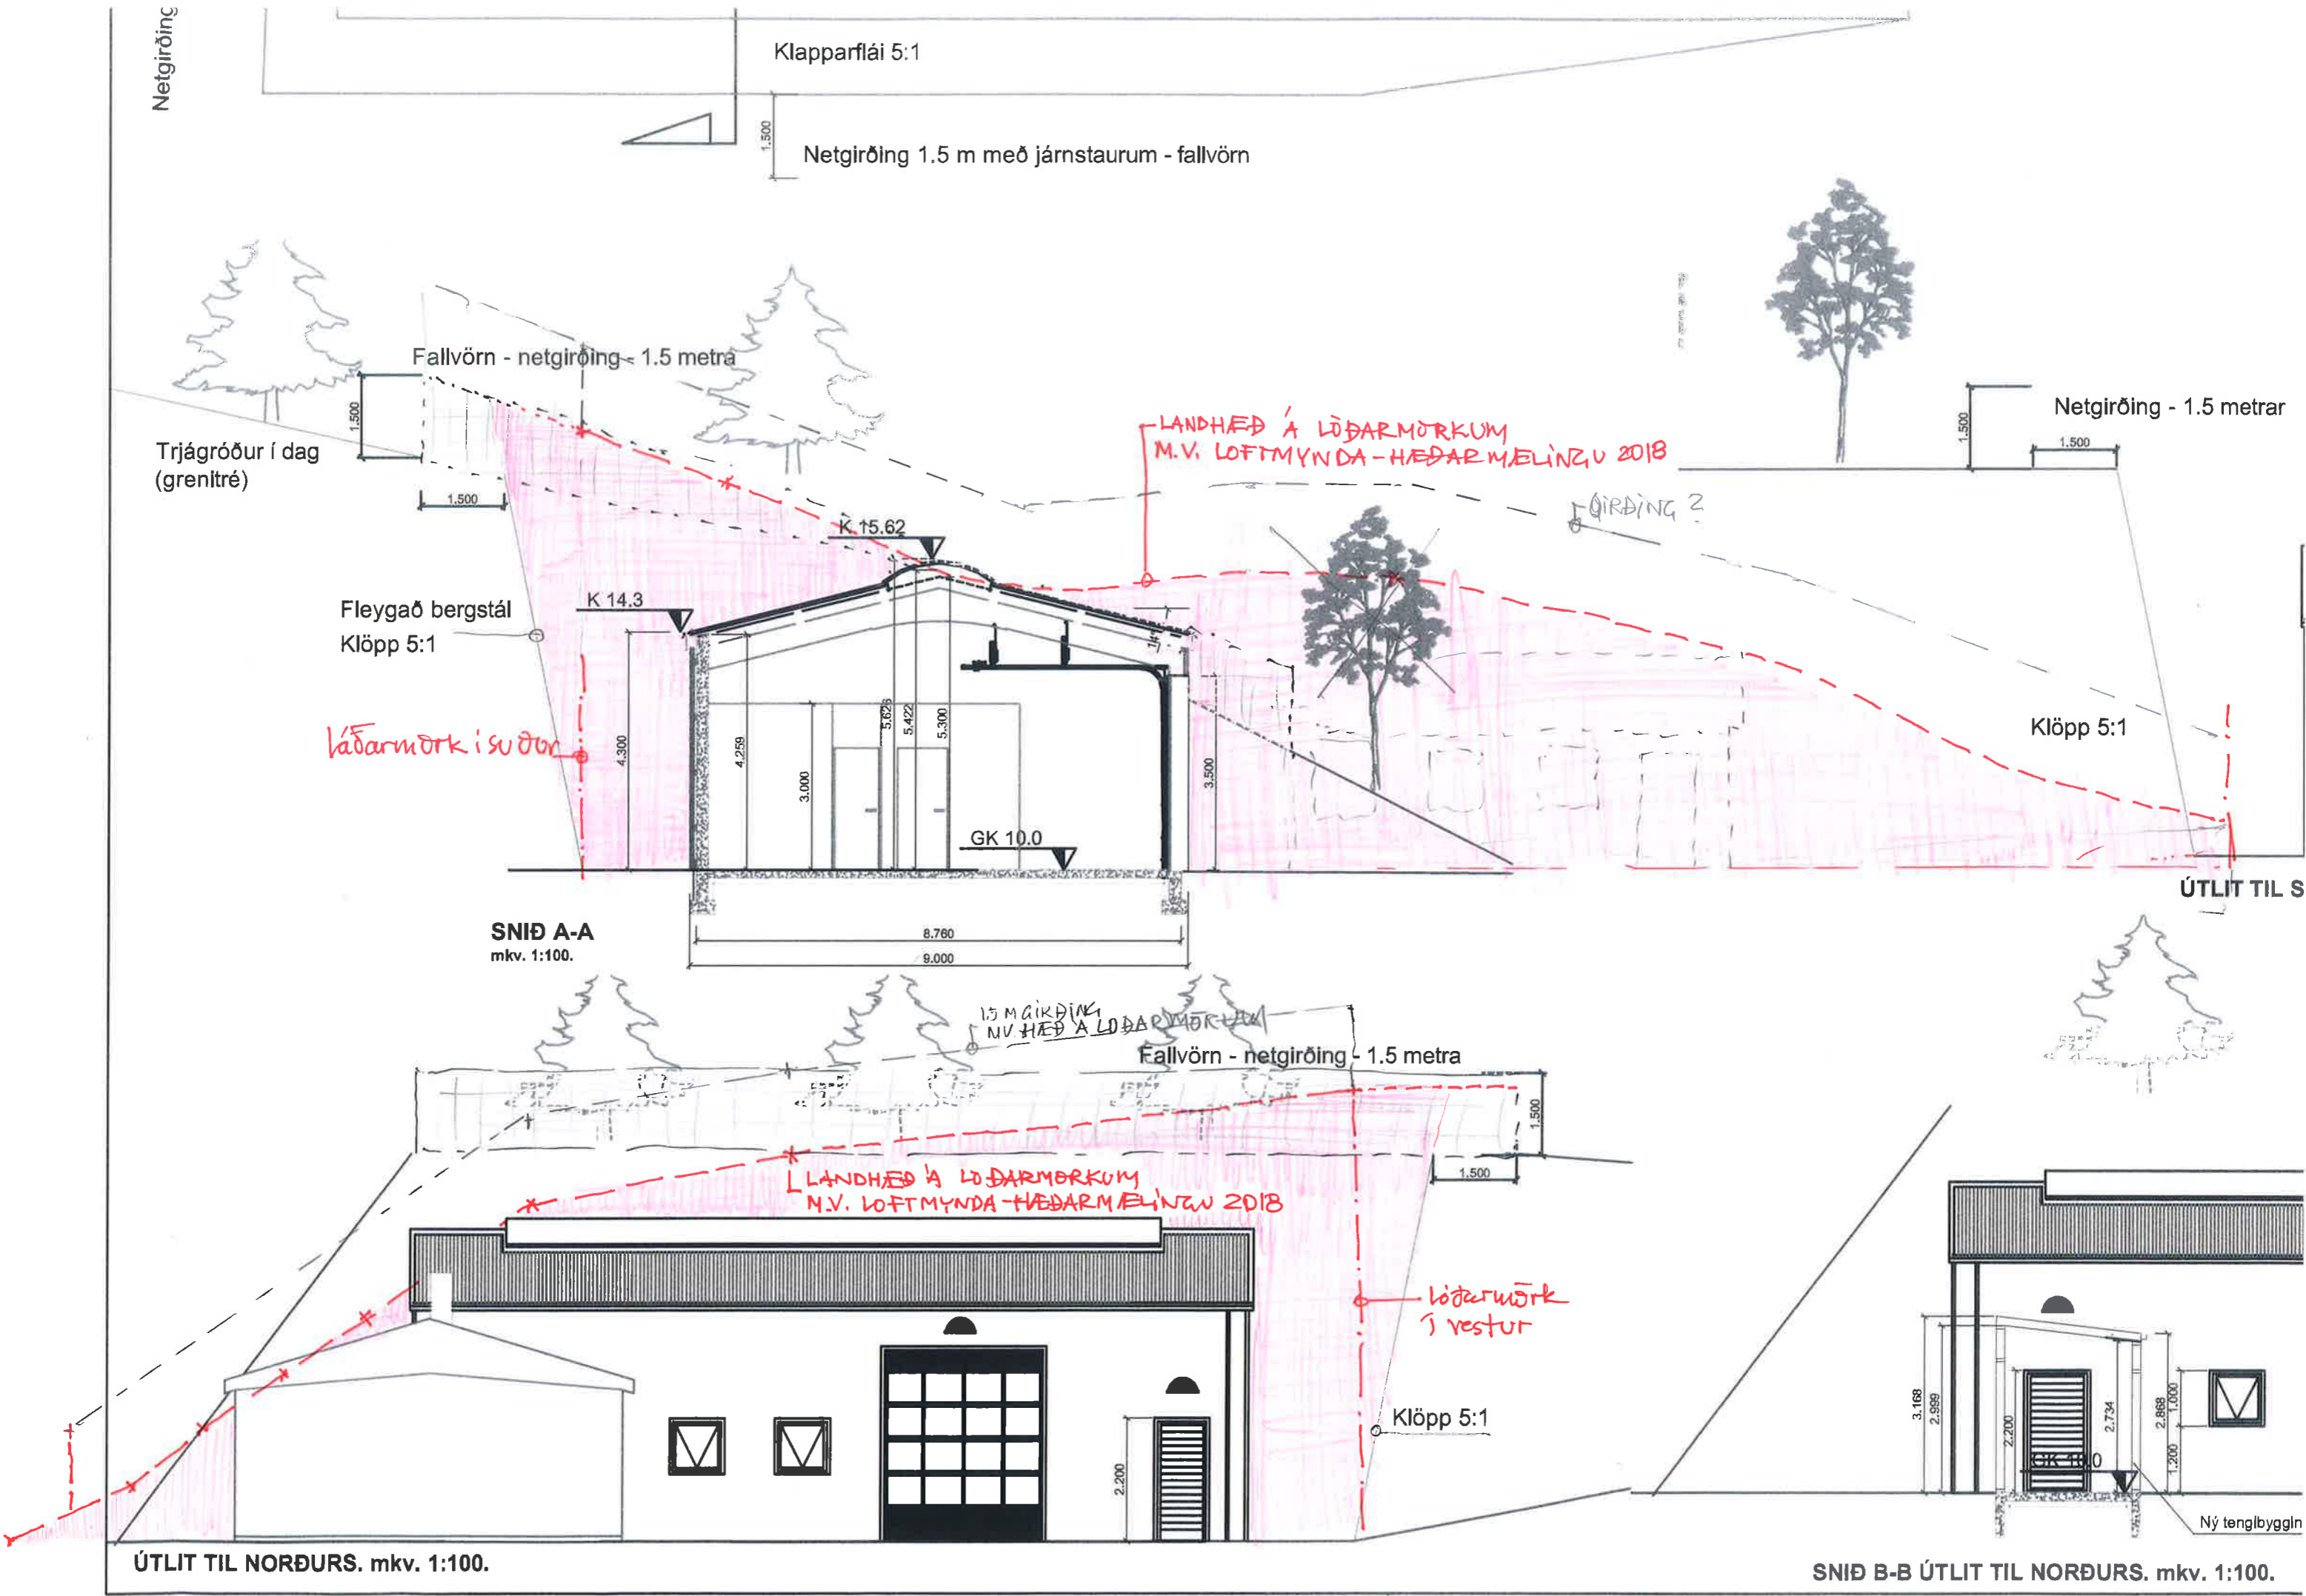 Netgirðing
Klapparflái 5:1
1.500
Netgirðing 1.5 m með járnstaurum - fallvörn
Fallvörn - netgirðing - 1.5 metra
1.500
Trjágróður í dag
(grenitré)
1.500
LANDHÆÐ Á LÓÐARMÖRKUM
M.V. LOFTMYNDA-HÆÐARMÆLINGU 2018
1.500
Netgirðing - 1.5 metrar
1.500
GIRÐING ?
K 15.62
K 14.3
Fleygað bergstál
Klöpp 5:1
lóðarmörk í suður
4.300
4.259
3.000
5.623
5.422
5.300
3.500
GK 10.0
Klöpp 5:1
ÚTLIT TIL S
SNIÐ A-A
mkv. 1:100.
8.760
9.000
1.5 M GIRÐING
M.V. HÆÐ Á LÓÐARMÖRKUM
Fallvörn - netgirðing - 1.5 metra
1.500
1.500
LANDHÆÐ Á LÓÐARMÖRKUM
M.V. LOFTMYNDA-HÆÐARMÆLINGU 2018
lóðarmörk
í vestur
Klöpp 5:1
2.200
3.168
2.999
2.200
2.734
2.868
1.000
1.200
GK 10.0
Ný tengibyggin
ÚTLIT TIL NORÐURS. mkv. 1:100.
SNIÐ B-B ÚTLIT TIL NORÐURS. mkv. 1:100.